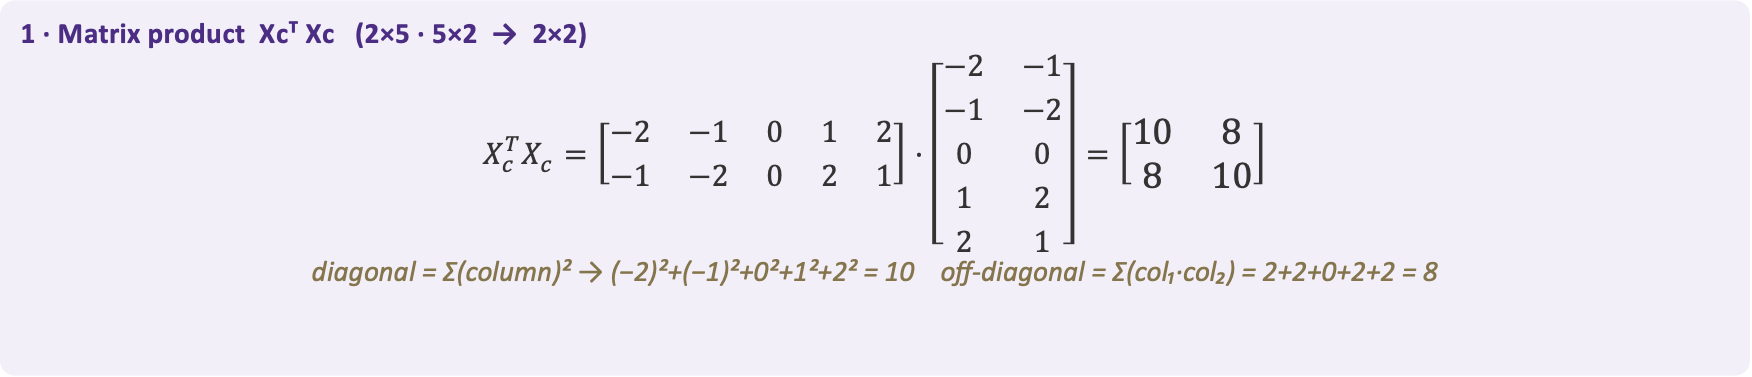 1 · Matrix product Xcᵀ Xc (2×5 · 5×2 → 2×2)
X_c^T X_c = [−2 −1 0 1 2; −1 −2 0 2 1] · [−2 −1; −1 −2; 0 0; 1 2; 2 1] = [10 8; 8 10]
diagonal = Σ(column)² → (−2)²+(−1)²+0²+1²+2² = 10 off-diagonal = Σ(col₁·col₂) = 2+2+0+2+2 = 8